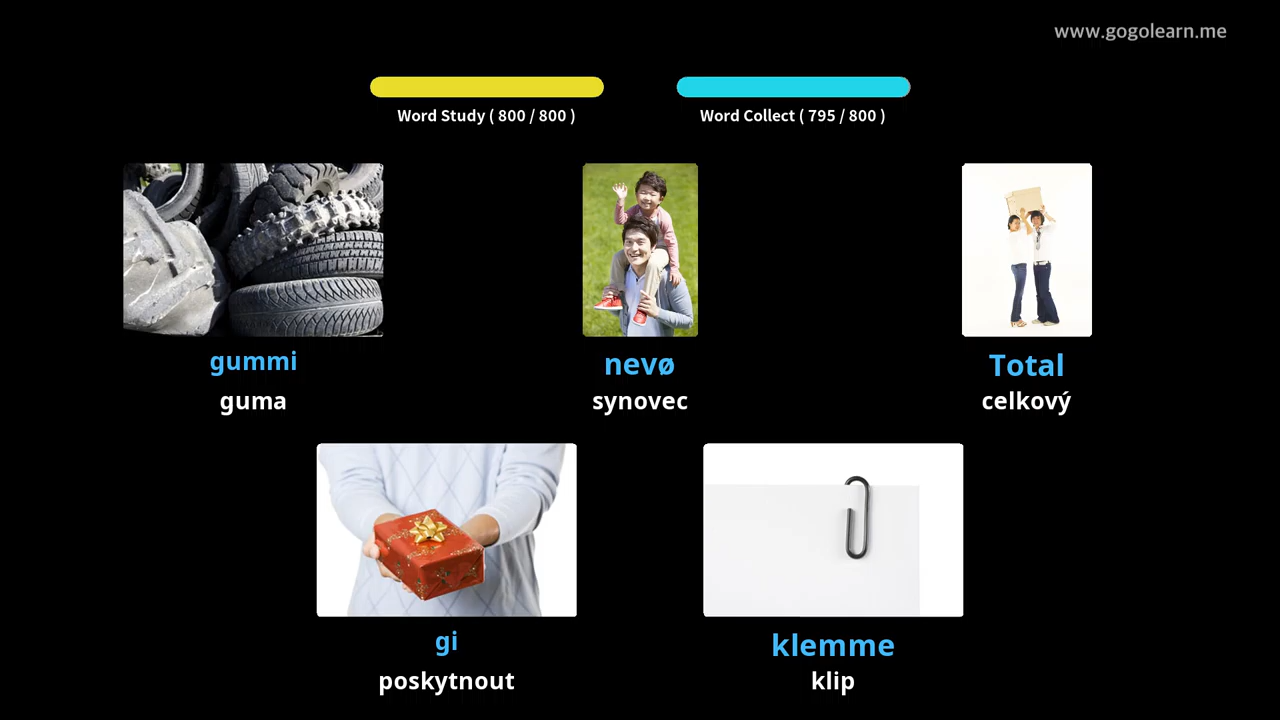 www.gogolearn.me
Word Study ( 800 / 800 )
Word Collect ( 795 / 800 )
gummi
guma
nevø
synovec
Total
celkový
gi
poskytnout
klemme
klip